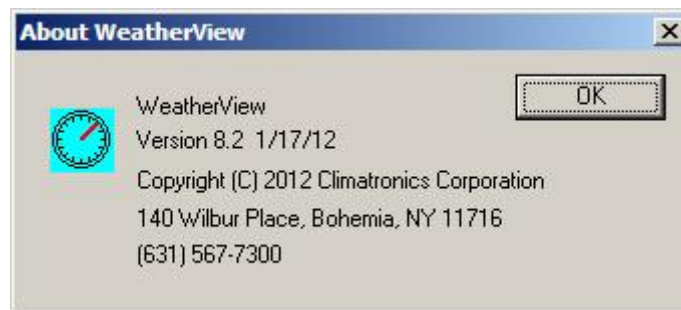 About WeatherView
OK
WeatherView
Version 8.2 1/17/12
Copyright (C) 2012 Climatronics Corporation
140 Wilbur Place, Bohemia, NY 11716
(631) 567-7300